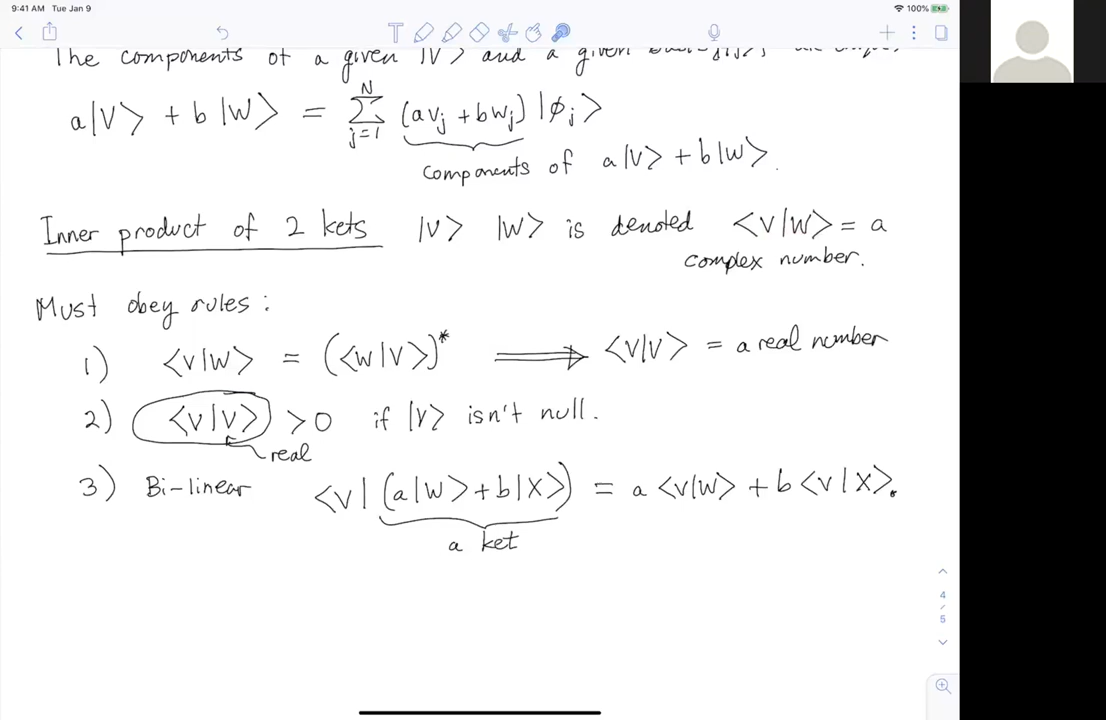 9:41 AM Tue Jan 9
100%
The components of a given |V> and a given
a|V> + b|W> = \sum_{j=1}^{N} (av_j + bw_j) |\phi_j>
components of a|V> + b|W>.
Inner product of 2 kets |V> |W> is denoted <V|W> = a
complex number.
Must obey rules:
1) <V|W> = (<W|V>)^* ⟹ <V|V> = a real number
2) <V|V> > 0 if |V> isn't null.
real
3) Bi-linear <V|(a|W> + b|X>) = a<V|W> + b<V|X>.
a ket
4
/
5